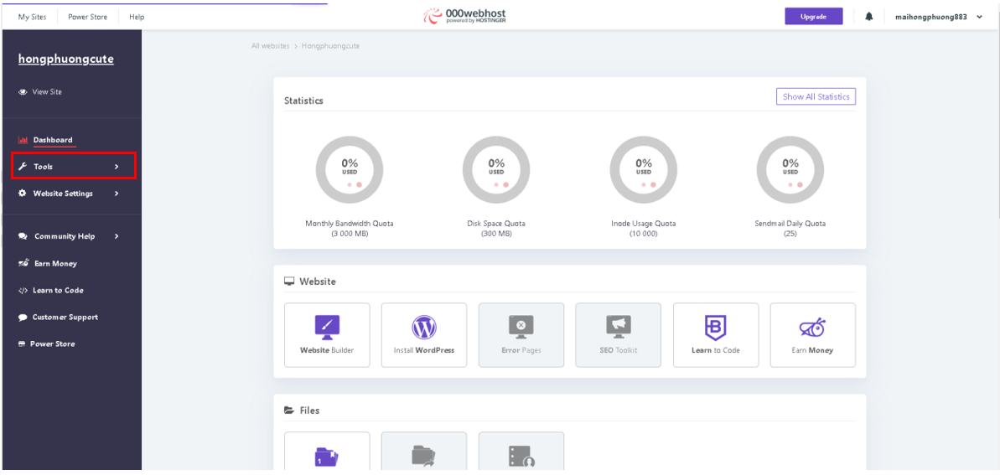 My Sites
Power Store
Help
000webhost
powered by HOSTINGER
Upgrade
maihongphuong883
hongphuongcute
View Site
Dashboard
Tools
Website Settings
Community Help
Earn Money
Learn to Code
Customer Support
Power Store
All websites > Hongphuongcute
Statistics
Show All Statistics
0%
USED
Monthly Bandwidth Quota
(3 000 MB)
0%
USED
Disk Space Quota
(300 MB)
0%
USED
Inode Usage Quota
(10 000)
0%
USED
Sendmail Daily Quota
(25)
Website
Website Builder
Install WordPress
Error Pages
SEO Toolkit
Learn to Code
Earn Money
Files
1